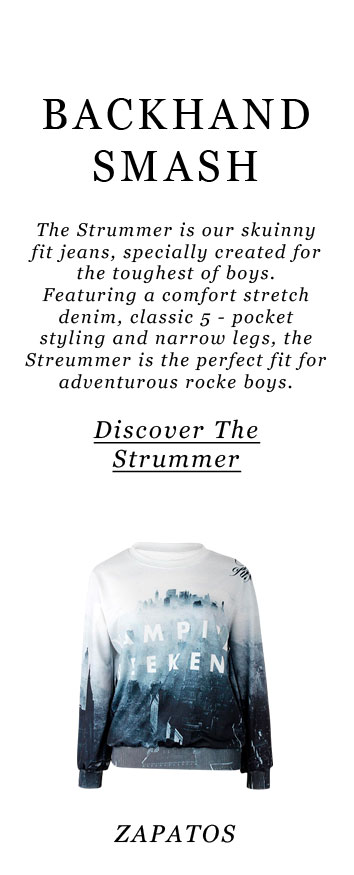 BACKHAND
SMASH
The Strummer is our skuinny
fit jeans, specially created for
the toughest of boys.
Featuring a comfort stretch
denim, classic 5 - pocket
styling and narrow legs, the
Streummer is the perfect fit for
adventurous rocke boys.
Discover The
Strummer
AMPIV
EEKEN
ZAPATOS